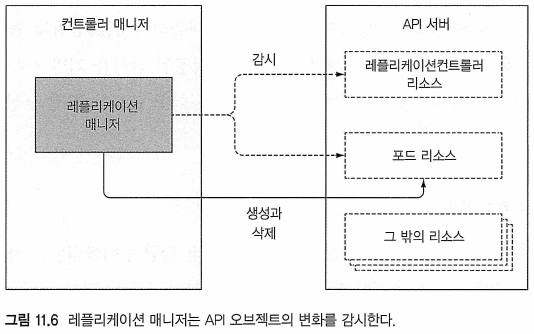 컨트롤러 매니저
API 서버
감시
레플리케이션컨트롤러
리소스
레플리케이션
매니저
포드 리소스
생성과
삭제
그 밖의 리소스
그림 11.6 레플리케이션 매니저는 API 오브젝트의 변화를 감시한다.